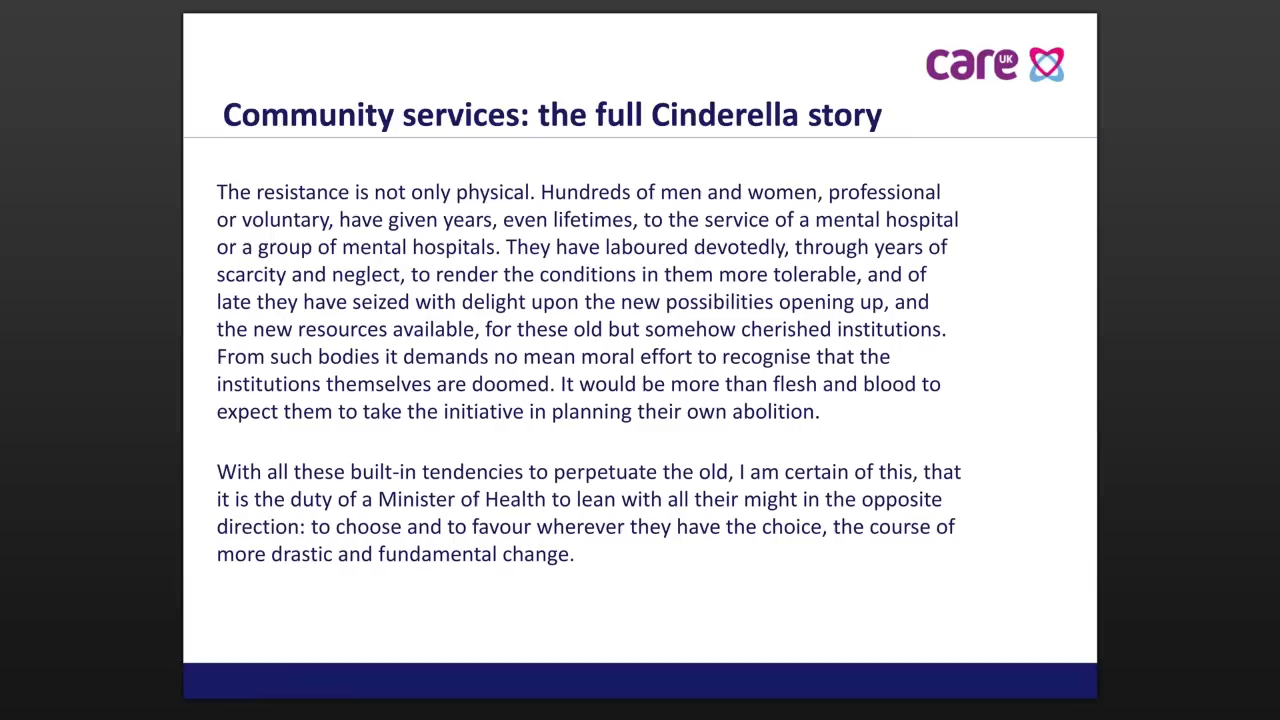 care UK
Community services: the full Cinderella story
The resistance is not only physical. Hundreds of men and women, professional
or voluntary, have given years, even lifetimes, to the service of a mental hospital
or a group of mental hospitals. They have laboured devotedly, through years of
scarcity and neglect, to render the conditions in them more tolerable, and of
late they have seized with delight upon the new possibilities opening up, and
the new resources available, for these old but somehow cherished institutions.
From such bodies it demands no mean moral effort to recognise that the
institutions themselves are doomed. It would be more than flesh and blood to
expect them to take the initiative in planning their own abolition.
With all these built-in tendencies to perpetuate the old, I am certain of this, that
it is the duty of a Minister of Health to lean with all their might in the opposite
direction: to choose and to favour wherever they have the choice, the course of
more drastic and fundamental change.